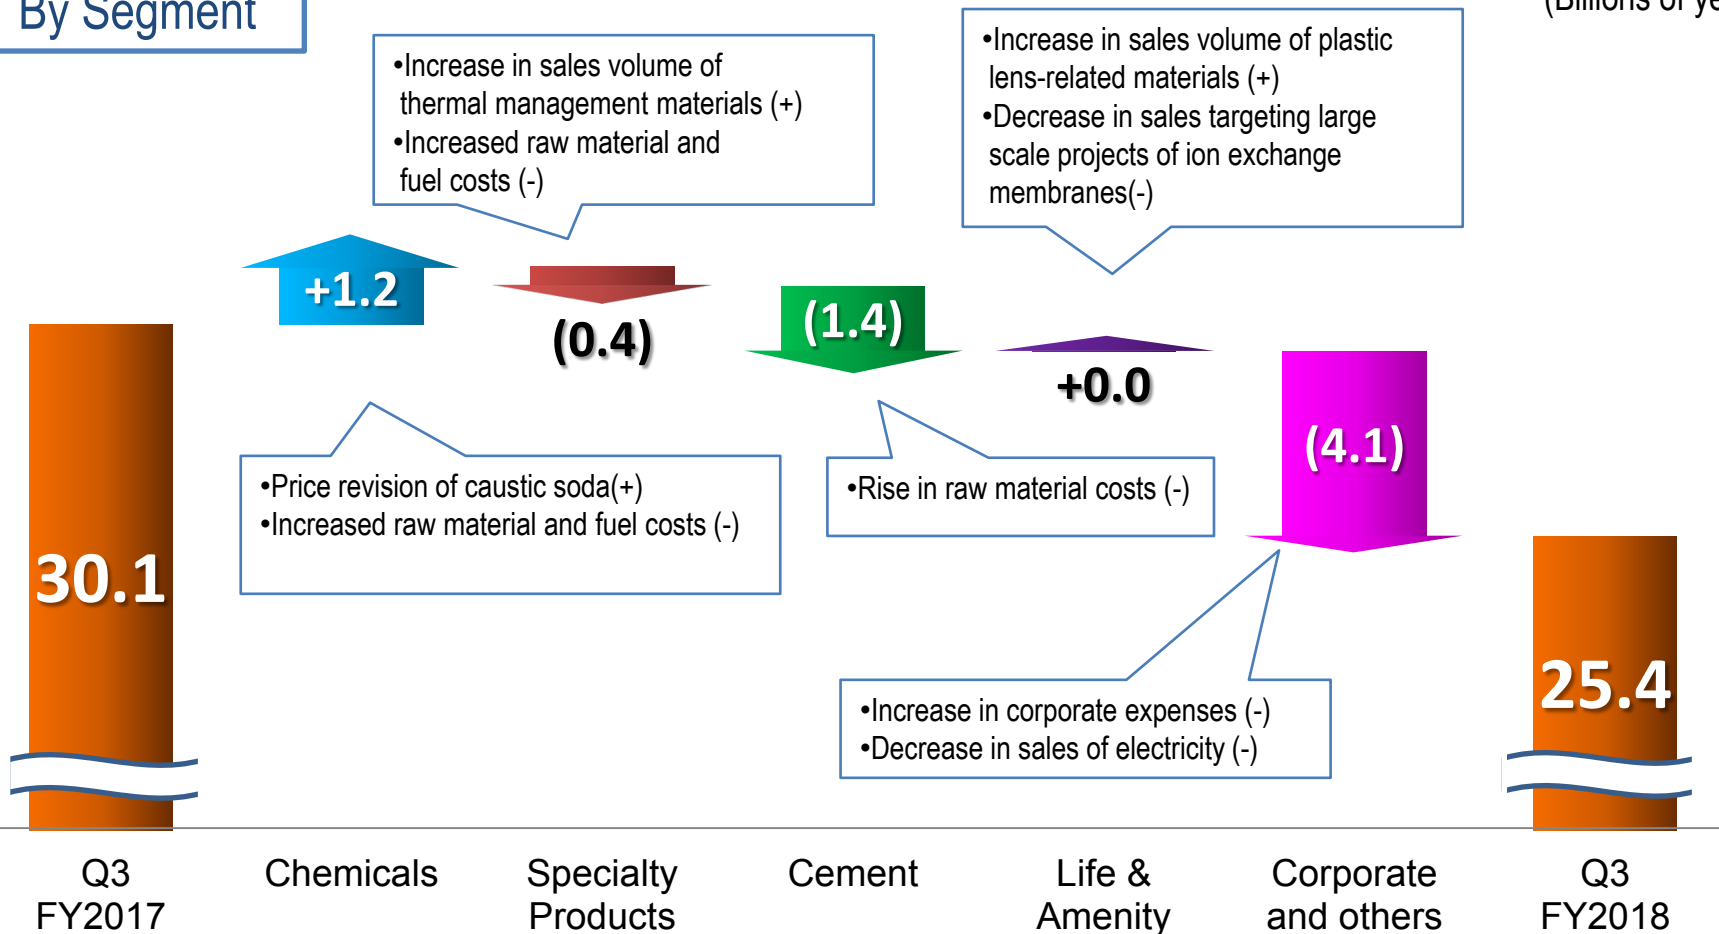 By Segment
(Billions of
•Increase in sales volume of
thermal management materials (+)
•Increased raw material and
fuel costs (-)
•Increase in sales volume of plastic
lens-related materials (+)
•Decrease in sales targeting large
scale projects of ion exchange
membranes(-)
+1.2
(0.4)
(1.4)
+0.0
(4.1)
•Price revision of caustic soda(+)
•Increased raw material and fuel costs (-)
•Rise in raw material costs (-)
30.1
25.4
•Increase in corporate expenses (-)
•Decrease in sales of electricity (-)
Q3
FY2017
Chemicals
Specialty
Products
Cement
Life &
Amenity
Corporate
and others
Q3
FY2018